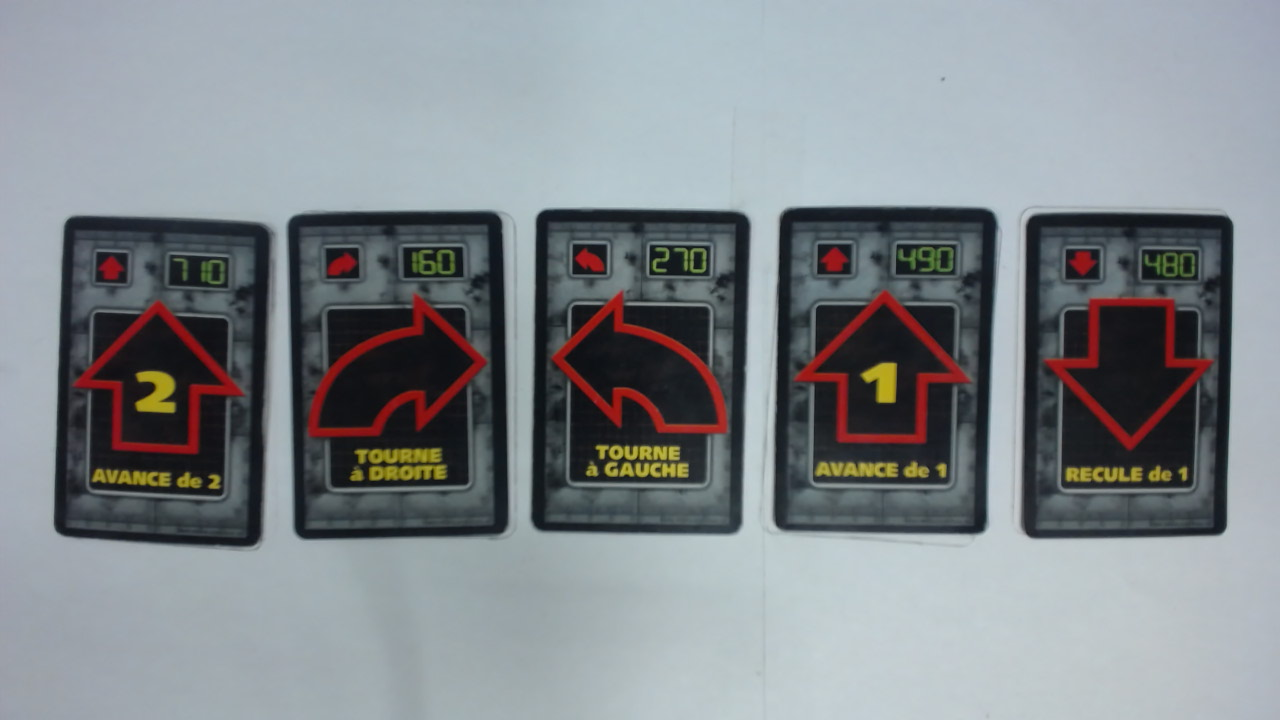 710
2
AVANCE de 2
160
TOURNE
à DROITE
270
TOURNE
à GAUCHE
490
1
AVANCE de 1
480
RECULE de 1